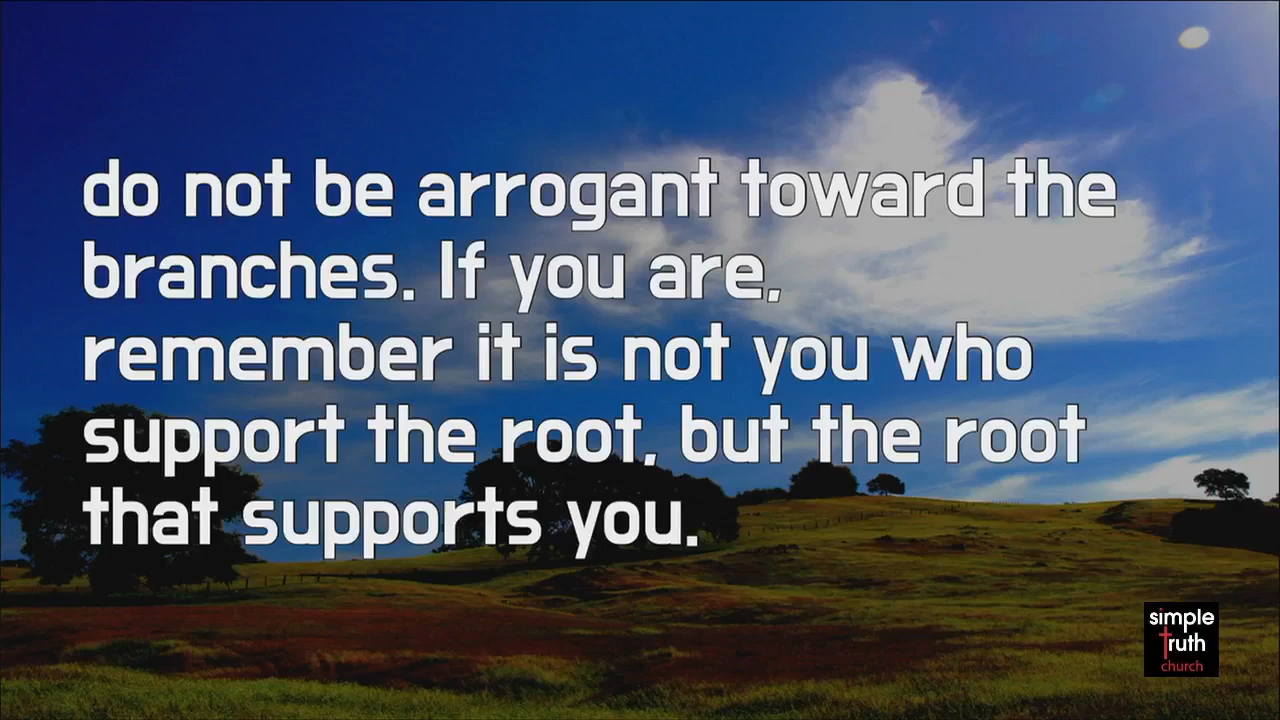 do not be arrogant toward the
branches. If you are,
remember it is not you who
support the root, but the root
that supports you.
simple
truth
church